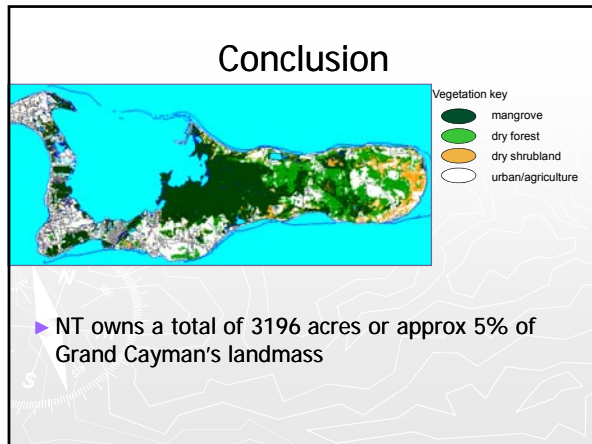 Conclusion
Vegetation key
mangrove
dry forest
dry shrubland
urban/agriculture
NT owns a total of 3196 acres or approx 5% of
Grand Cayman's landmass
N
S